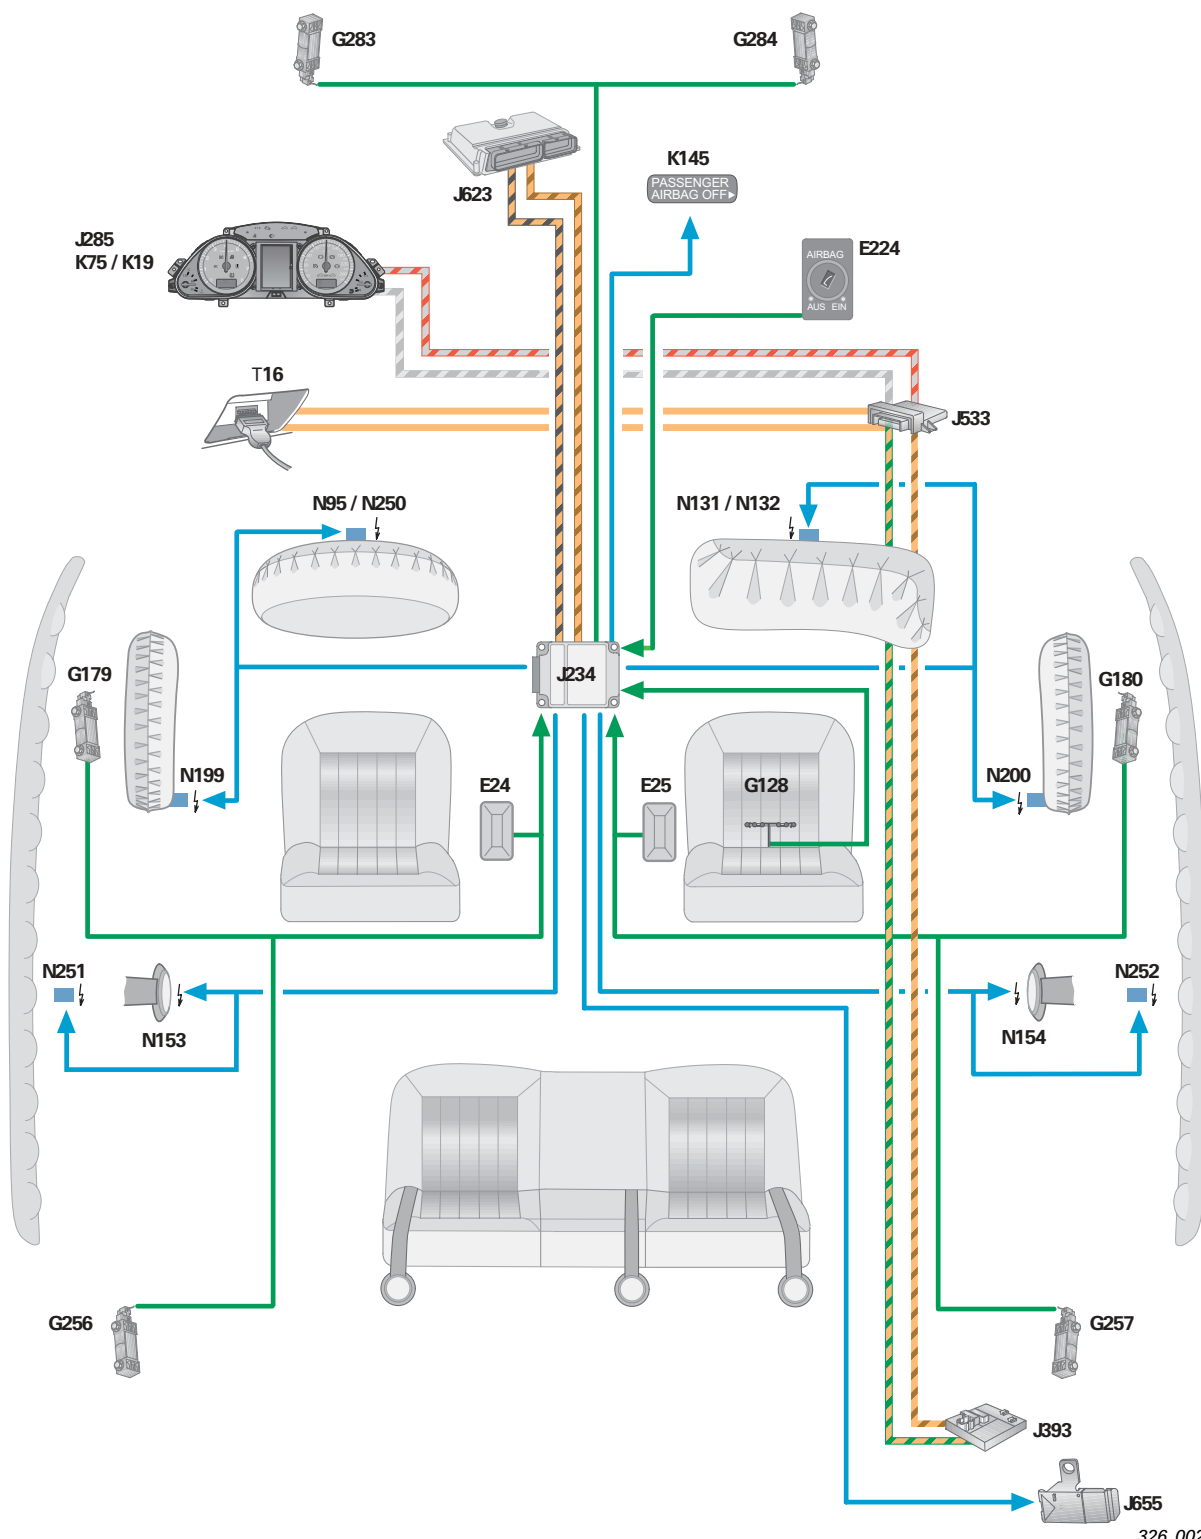 G283
G284
K145
PASSENGER
AIRBAG OFF
J623
J285
K75 / K19
E224
AIRBAG
AUS EIN
T16
J533
N95 / N250
N131 / N132
G179
J234
G180
N199
E24
E25
G128
N200
N251
N252
N153
N154
G256
G257
J393
J655